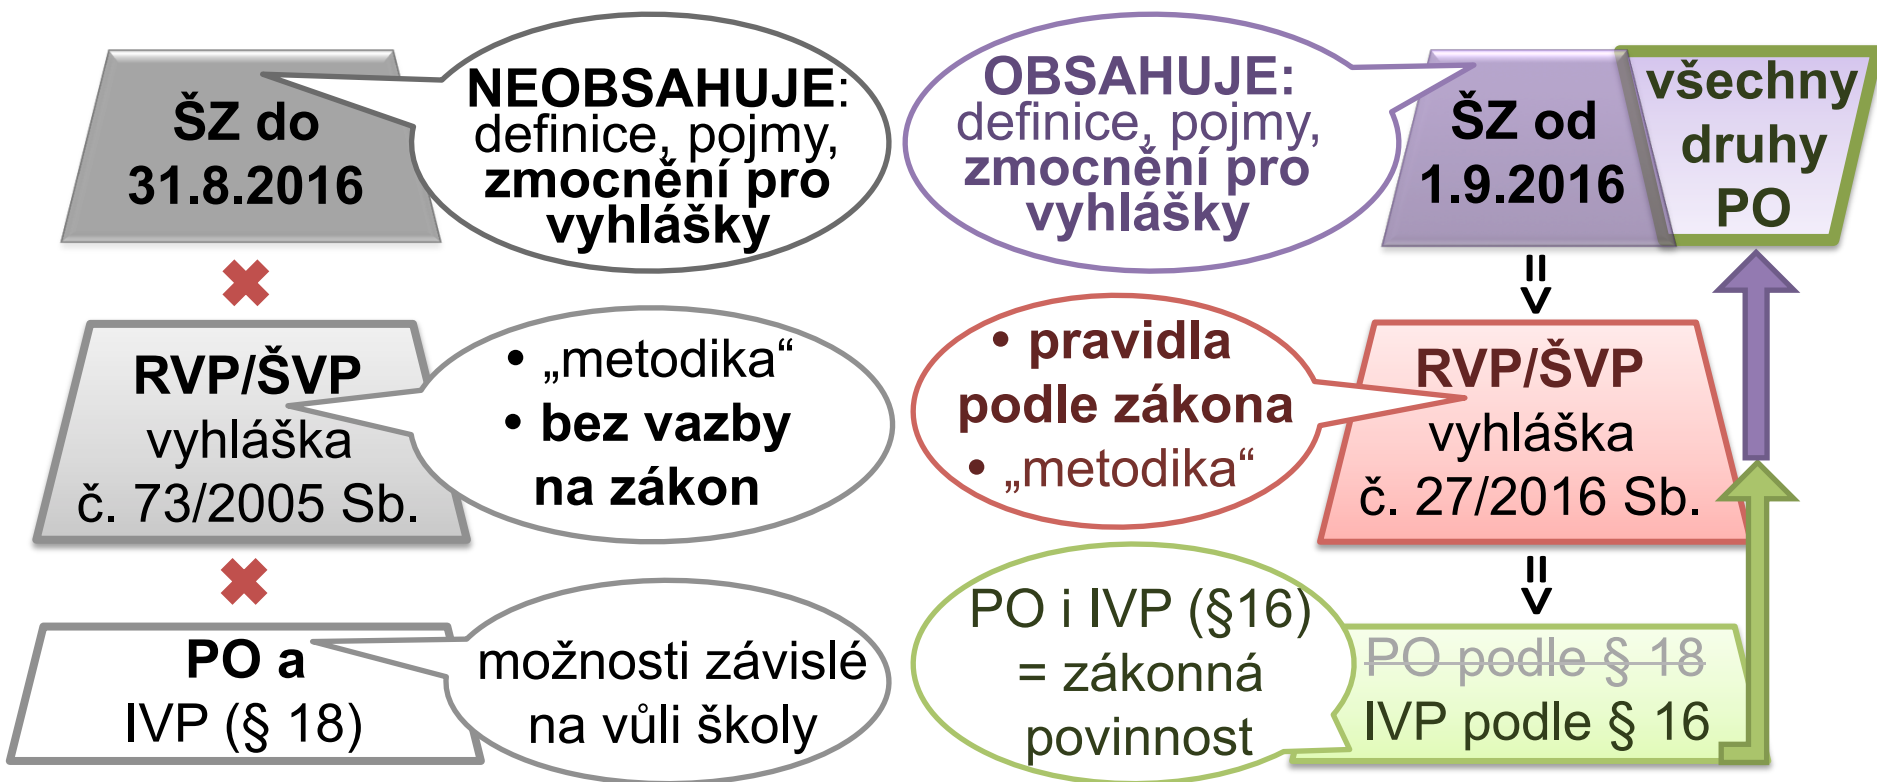 ŠZ do
31.8.2016
NEOBSAHUJE:
definice, pojmy,
zmocnění pro
vyhlášky
OBSAHUJE:
definice, pojmy,
zmocnění pro
vyhlášky
ŠZ od
1.9.2016
všechny
druhy
PO
RVP/ŠVP
vyhláška
č. 73/2005 Sb.
• „metodika“
• bez vazby
na zákon
• pravidla
podle zákona
• „metodika“
=>
RVP/ŠVP
vyhláška
č. 27/2016 Sb.
PO a
IVP (§ 18)
možnosti závislé
na vůli školy
PO i IVP (§16)
= zákonná
povinnost
=>
PO podle § 18
IVP podle § 16